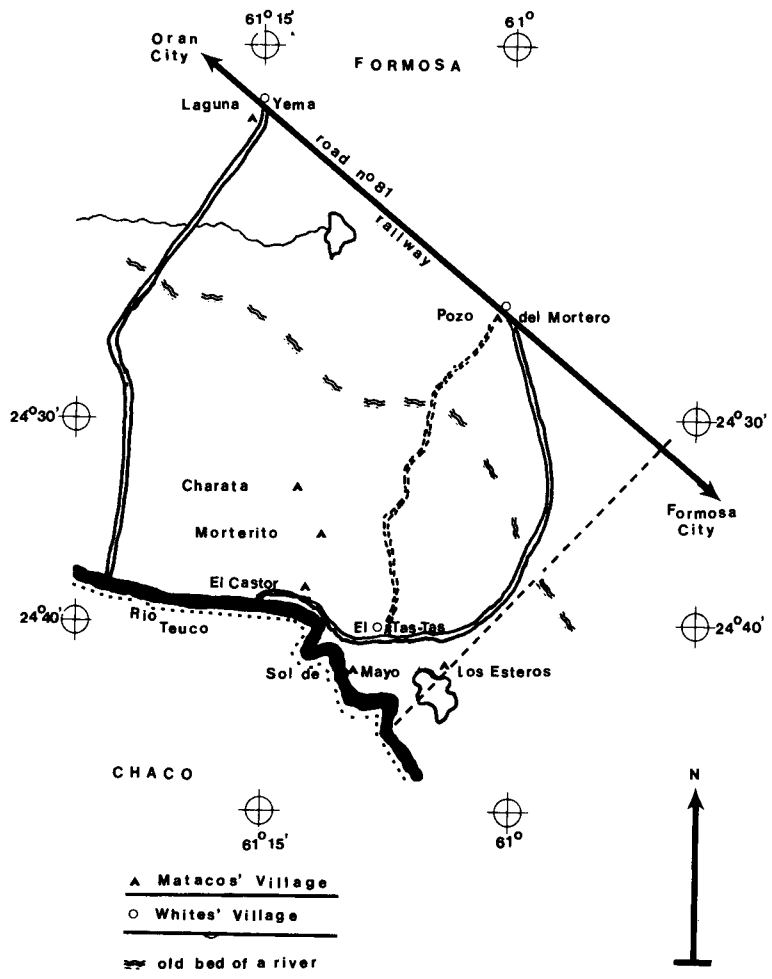 61° 15'
61°
Oran
City
FORMOSA
Laguna Yema
road nº 81
railway
Pozo del Mortero
24° 30'
24° 30'
Charata
Formosa
City
Morterito
El Castor
24° 40'
Rio
Teuco
El Tas-Tas
24° 40'
Sol de Mayo
Los Esteros
CHACO
N
61° 15'
61°
Matacos' Village
Whites' Village
old bed of a river